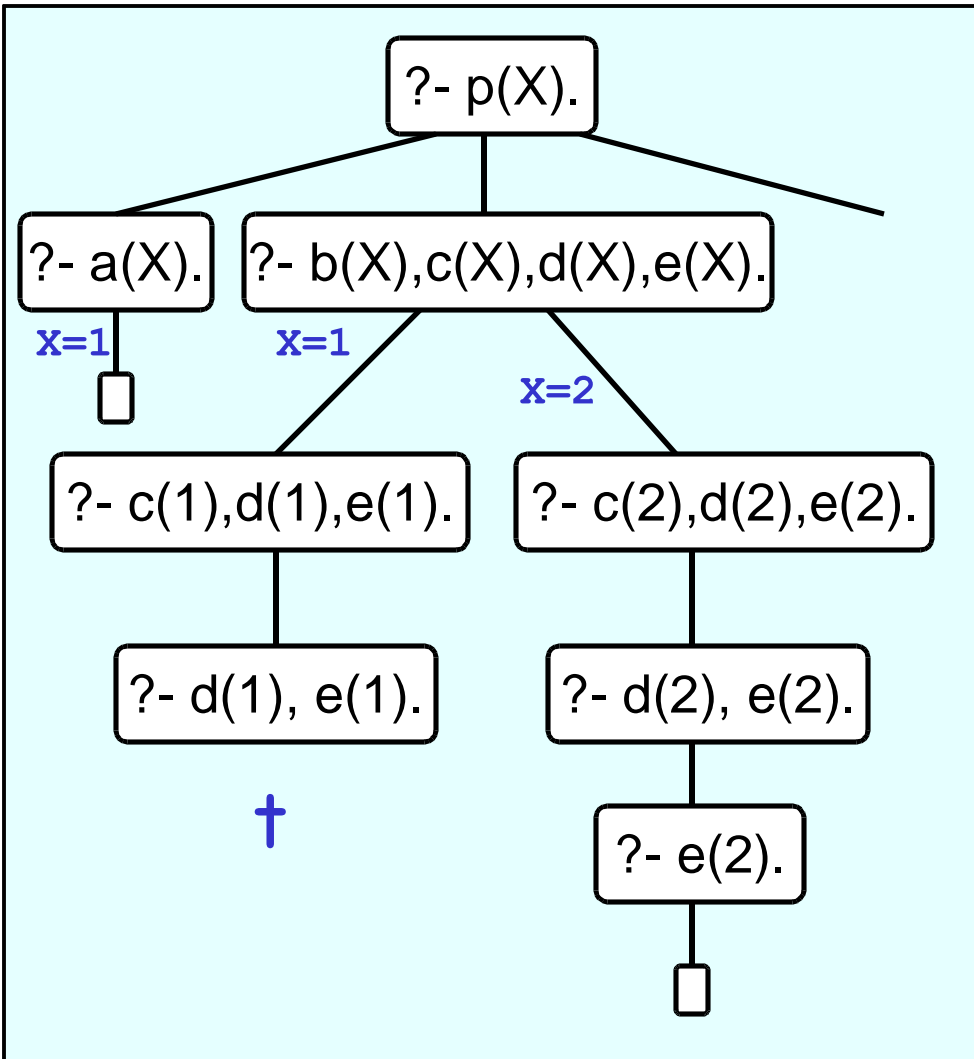 ?- p(X).
?- a(X).
?- b(X),c(X),d(X),e(X).
X=1
X=1
X=2
?- c(1),d(1),e(1).
?- c(2),d(2),e(2).
?- d(1), e(1).
?- d(2), e(2).
†
?- e(2).